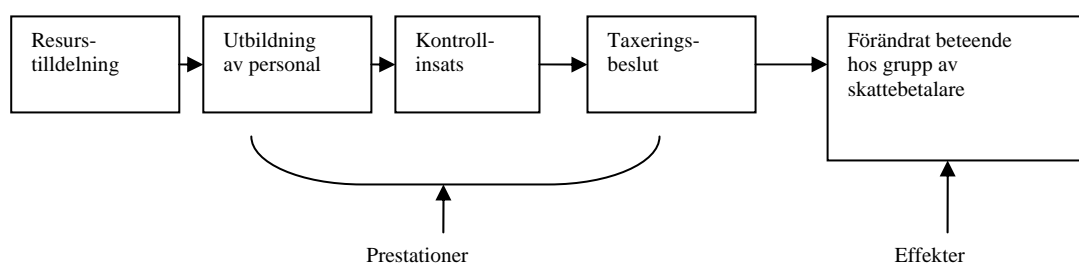 Resurs-
tilldelning
Utbildning
av personal
Kontroll-
insats
Taxerings-
beslut
Förändrat beteende
hos grupp av
skattebetalare
Prestationer
Effekter